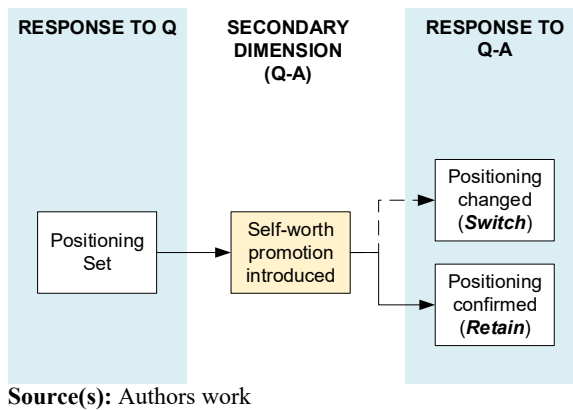 RESPONSE TO Q
SECONDARY
DIMENSION
(Q-A)
RESPONSE TO
Q-A
Positioning
Set
Self-worth
promotion
introduced
Positioning
changed
(Switch)
Positioning
confirmed
(Retain)
Source(s): Authors work